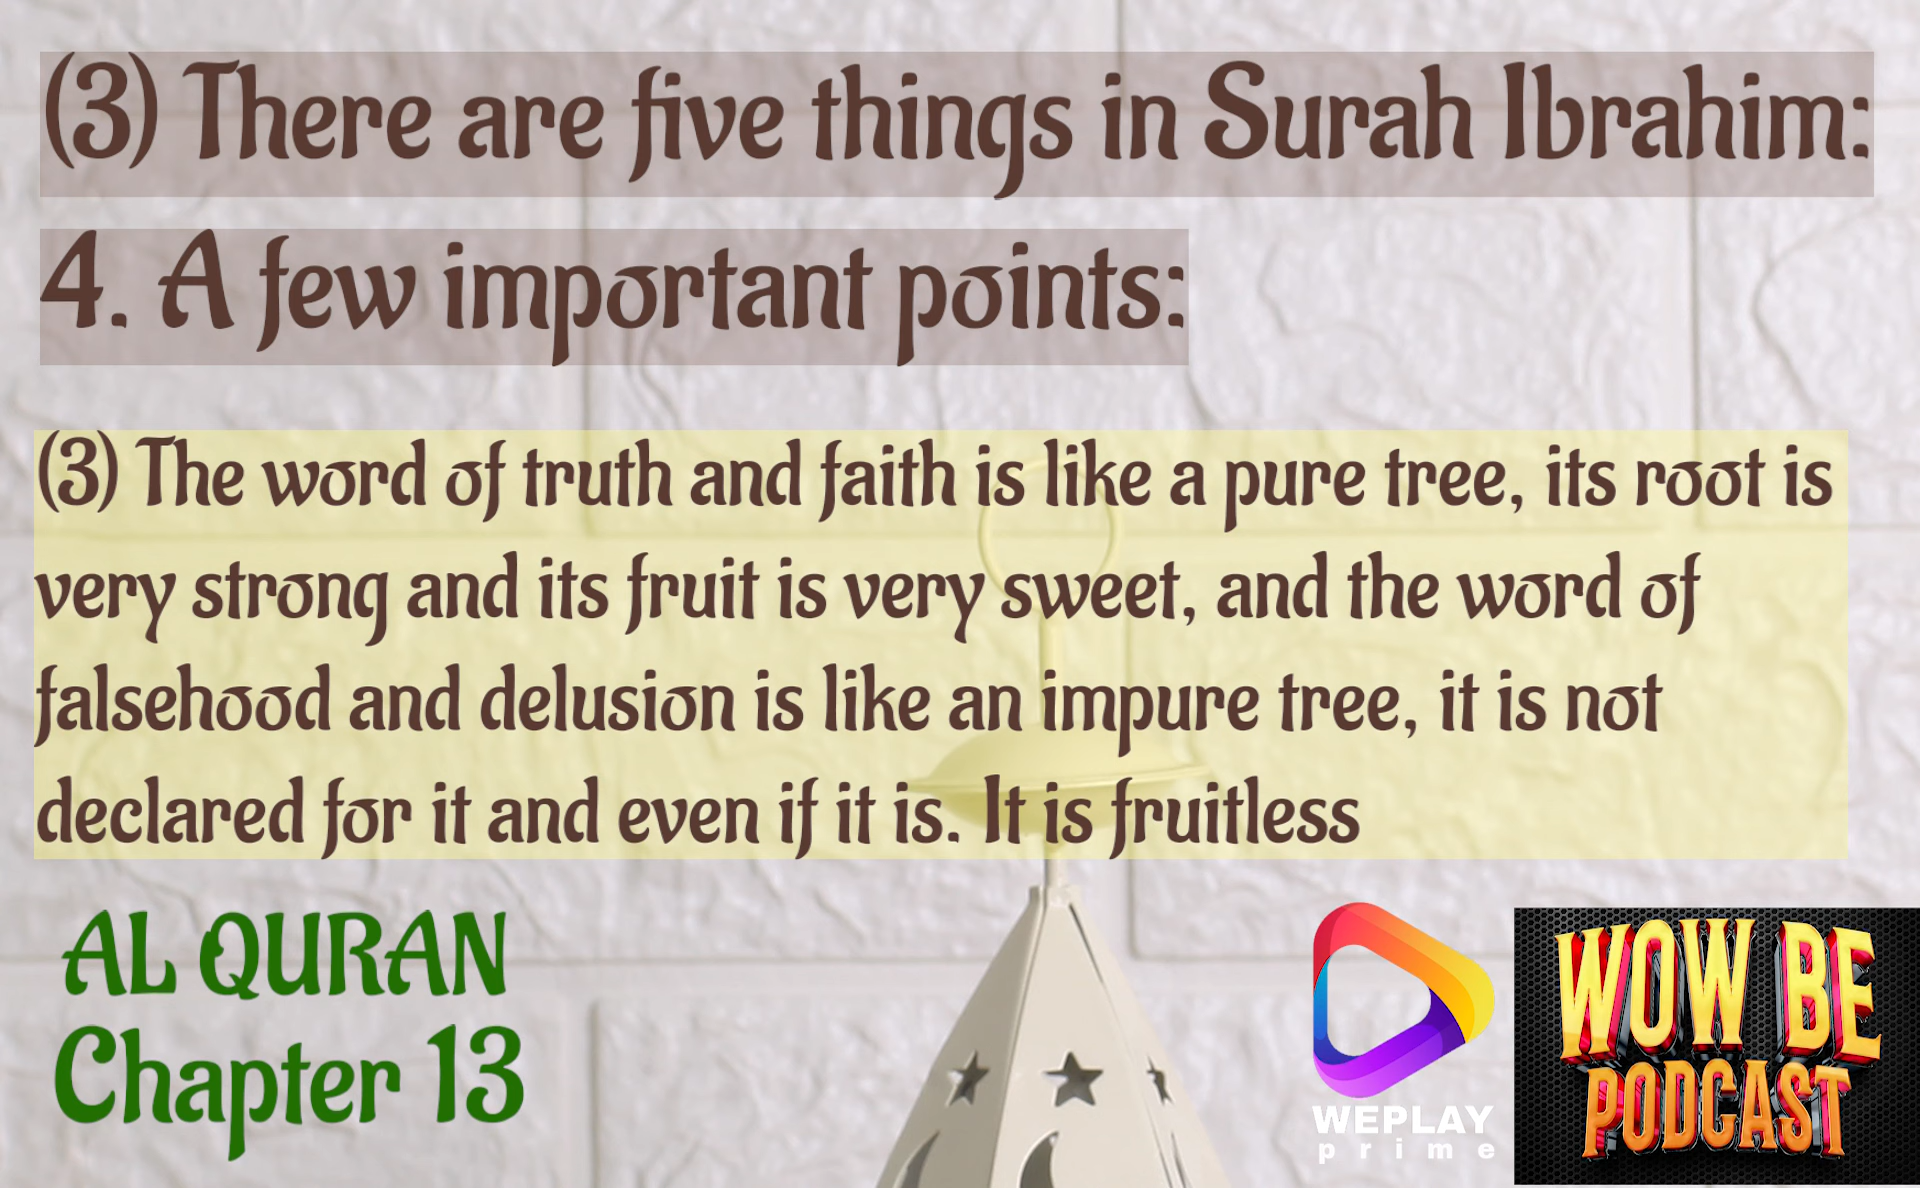 (3) There are five things in Surah Ibrahim:
4. A few important points:
(3) The word of truth and faith is like a pure tree, its root is
very strong and its fruit is very sweet, and the word of
falsehood and delusion is like an impure tree, it is not
declared for it and even if it is. It is fruitless
AL QURAN
Chapter 13
WEPLAY
prime
WOW BE
PODCAST